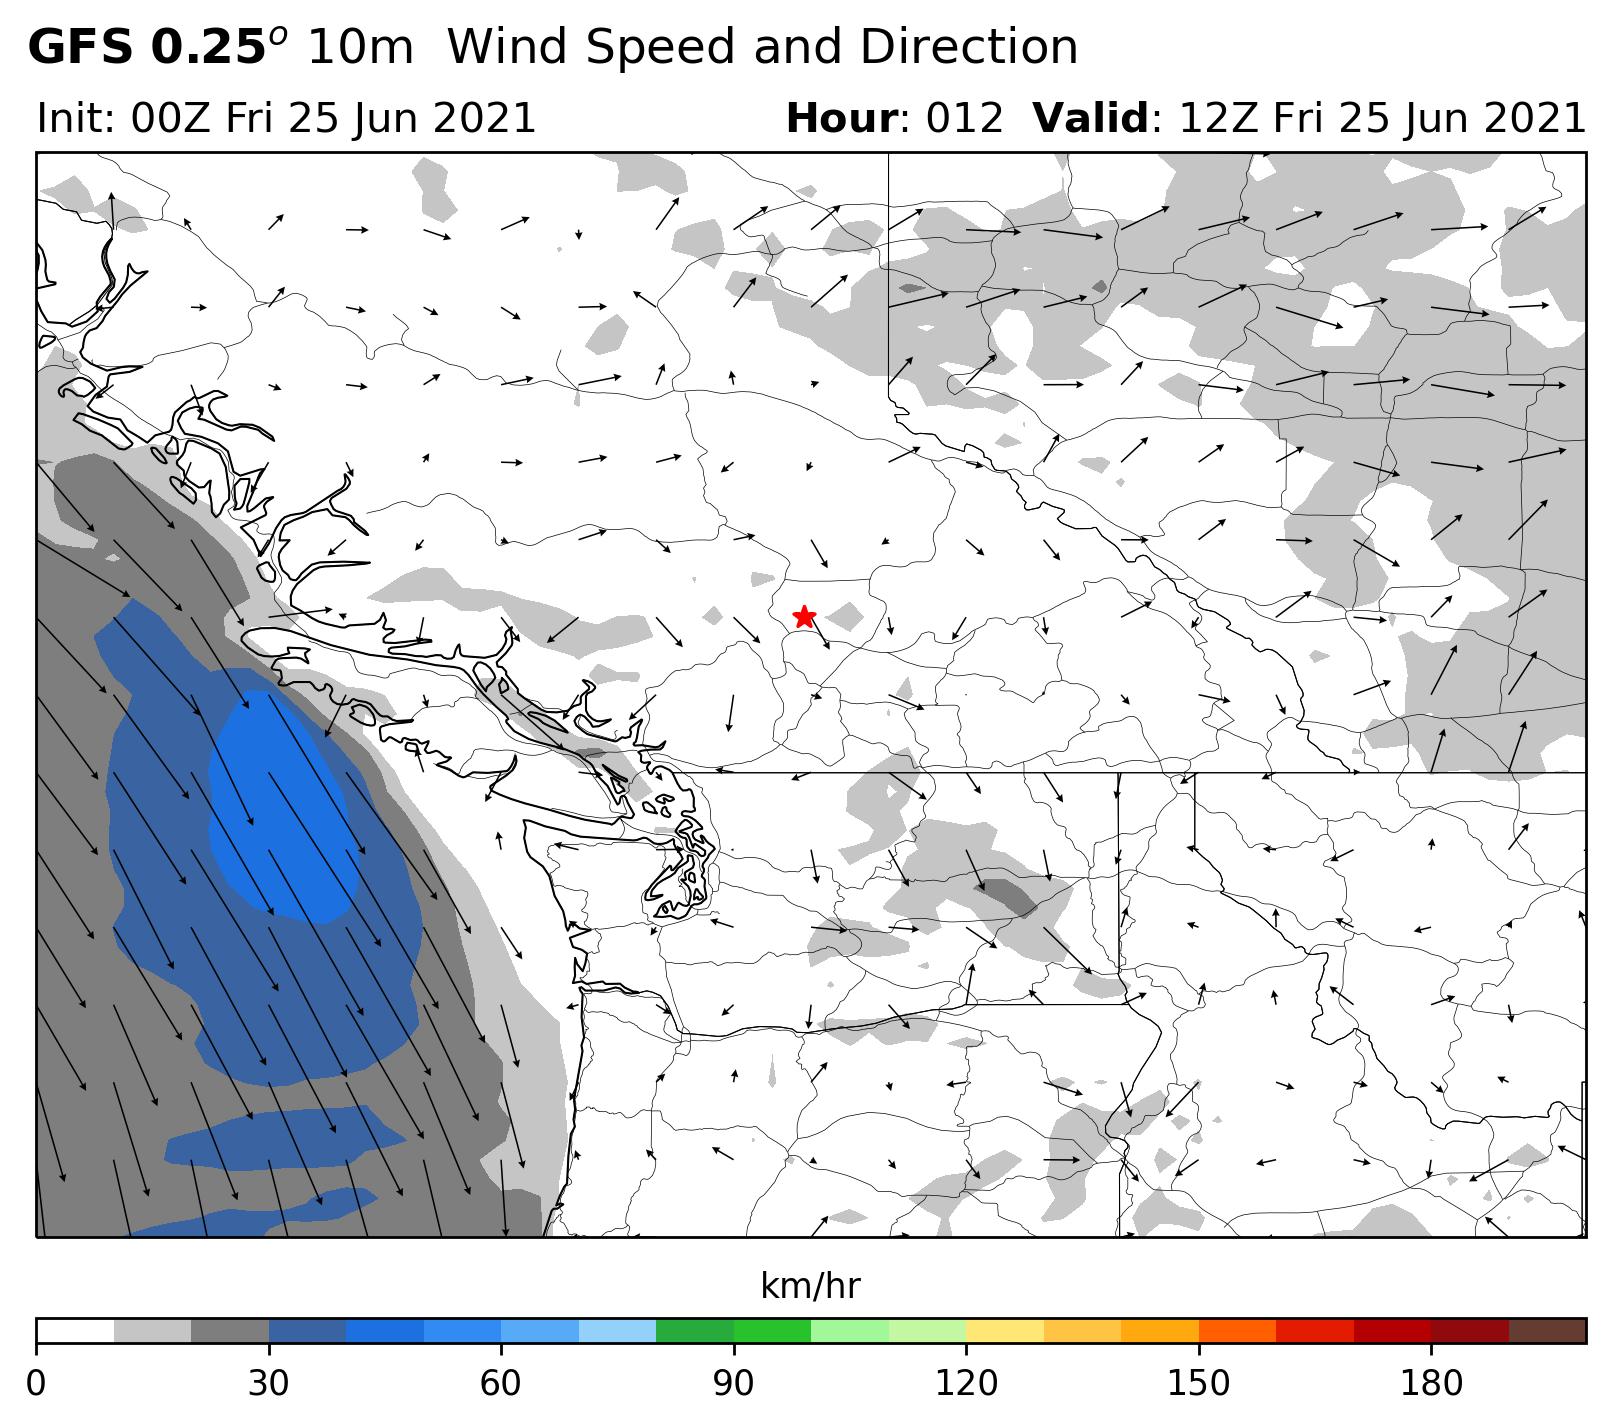 GFS 0.25° 10m Wind Speed and Direction
Init: 00Z Fri 25 Jun 2021 Hour: 012 Valid: 12Z Fri 25 Jun 2021
km/hr
0 30 60 90 120 150 180